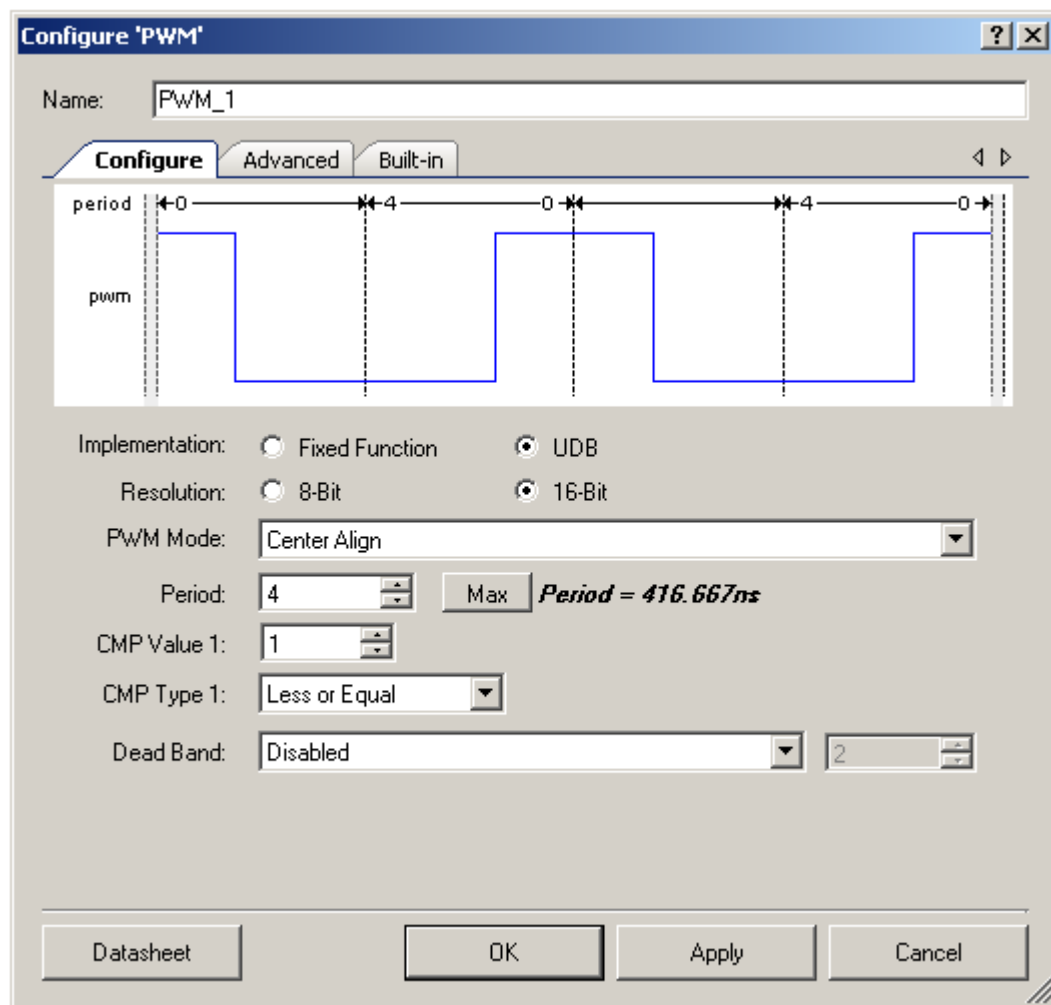 Configure 'PWM'
Name: PWM_1
Configure Advanced Built-in
period 0 4 0 4 0
pwm
Implementation: Fixed Function UDB
Resolution: 8-Bit 16-Bit
PWM Mode: Center Align
Period: 4 Max Period = 416.667ns
CMP Value 1: 1
CMP Type 1: Less or Equal
Dead Band: Disabled 2
Datasheet OK Apply Cancel